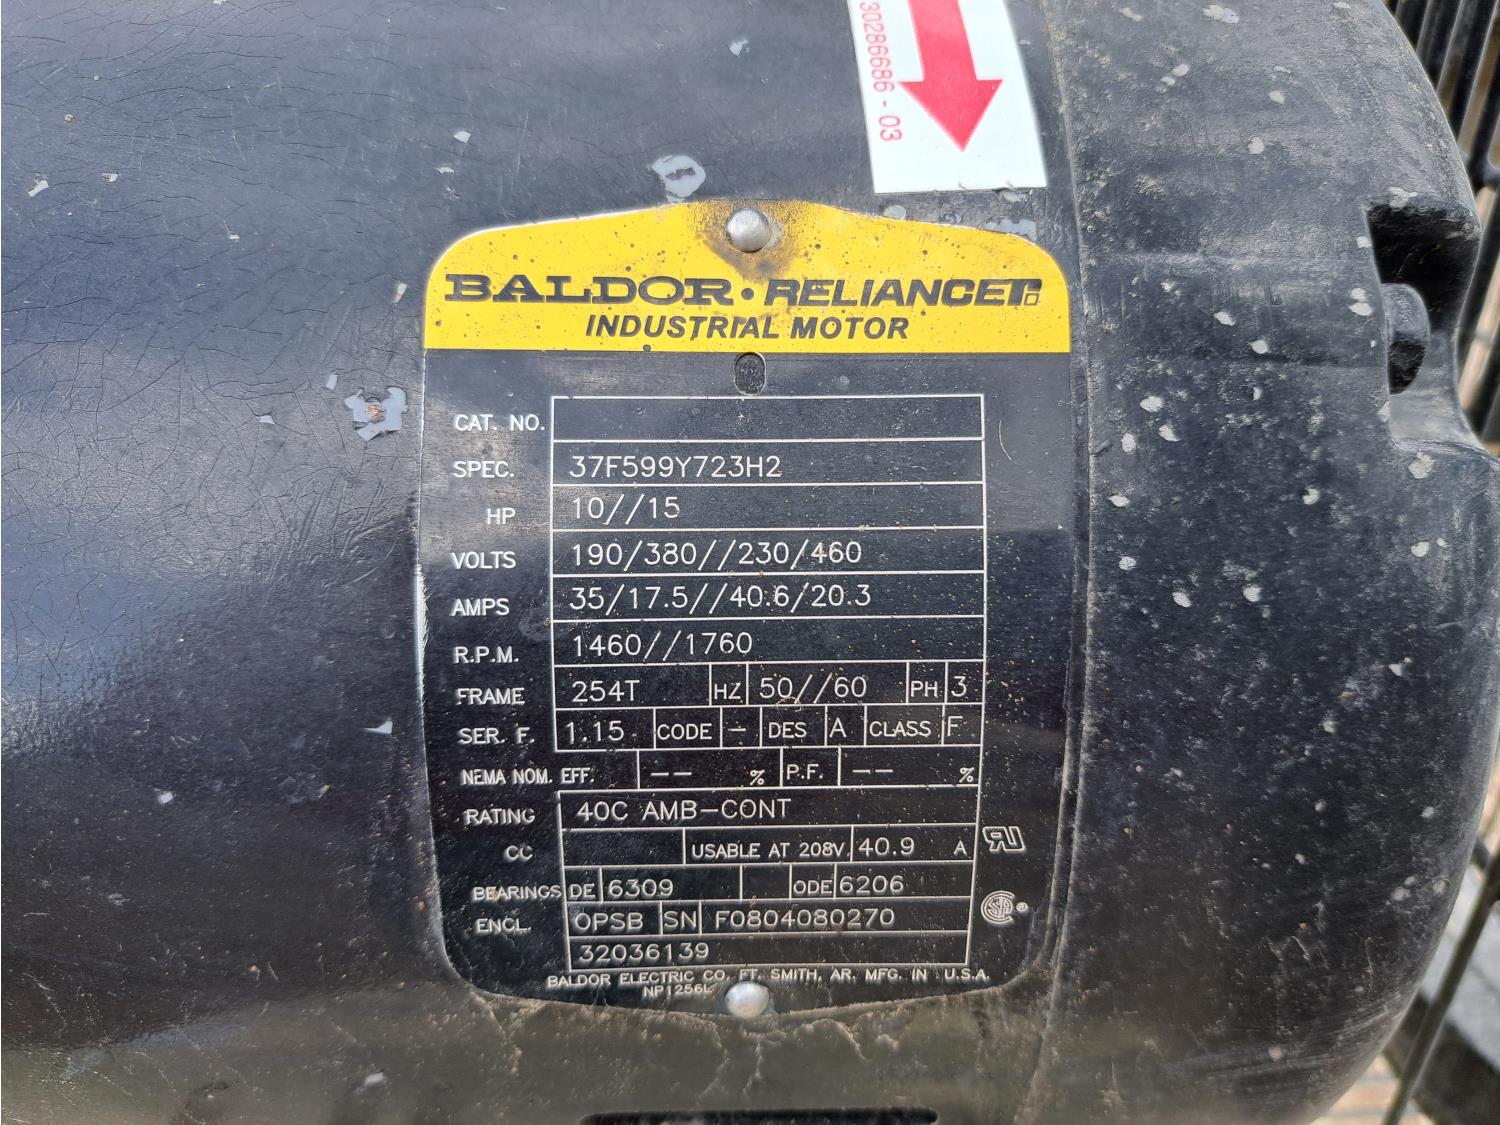 30286686 - 03
BALDOR • RELIANCER
INDUSTRIAL MOTOR
CAT. NO.
SPEC. 37F599Y723H2
HP 10//15
VOLTS 190/380//230/460
AMPS 35/17.5//40.6/20.3
R.P.M. 1460//1760
FRAME 254T HZ 50//60 PH 3
SER. F. 1.15 CODE - DES A CLASS F
NEMA NOM. EFF. -- % P.F. -- %
RATING 40C AMB-CONT
CC USABLE AT 208V 40.9 A
BEARINGS DE 6309 ODE 6206
ENCL. OPSB SN F0804080270
32036139
BALDOR ELECTRIC CO. FT. SMITH, AR. MFG. IN U.S.A.
NP1256L